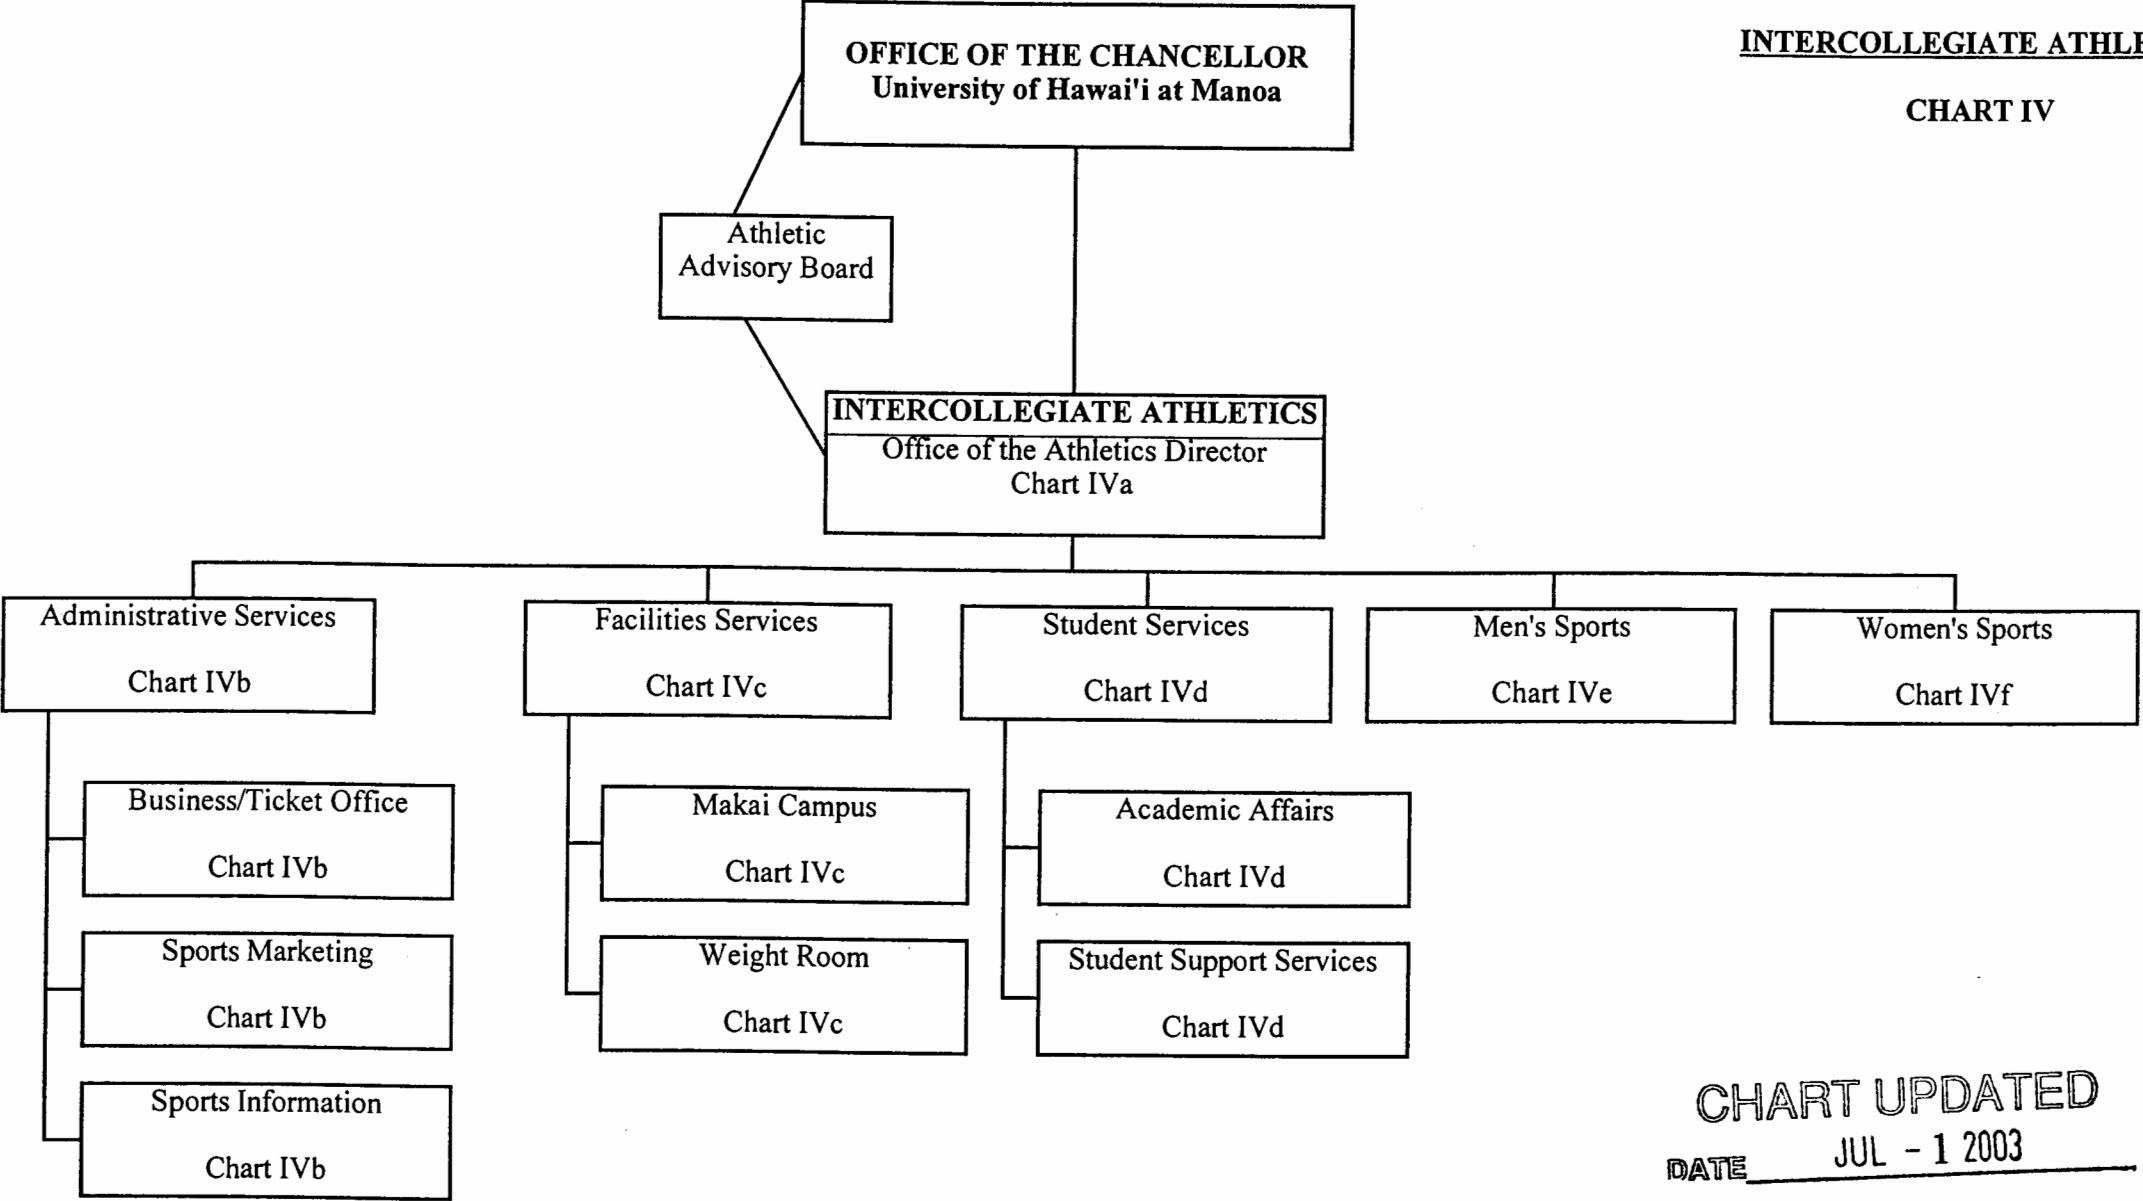 OFFICE OF THE CHANCELLOR
University of Hawai'i at Manoa
INTERCOLLEGIATE
CHART IV
Athletic
Advisory Board
INTERCOLLEGIATE ATHLETICS
Office of the Athletics Director
Chart IVa
Administrative Services
Chart IVb
Facilities Services
Chart IVc
Student Services
Chart IVd
Men's Sports
Chart IVe
Women's Sports
Chart IVf
Business/Ticket Office
Chart IVb
Makai Campus
Chart IVc
Academic Affairs
Chart IVd
Sports Marketing
Chart IVb
Weight Room
Chart IVc
Student Support Services
Chart IVd
Sports Information
Chart IVb
CHART UPDATED
DATE JUL - 1 2003